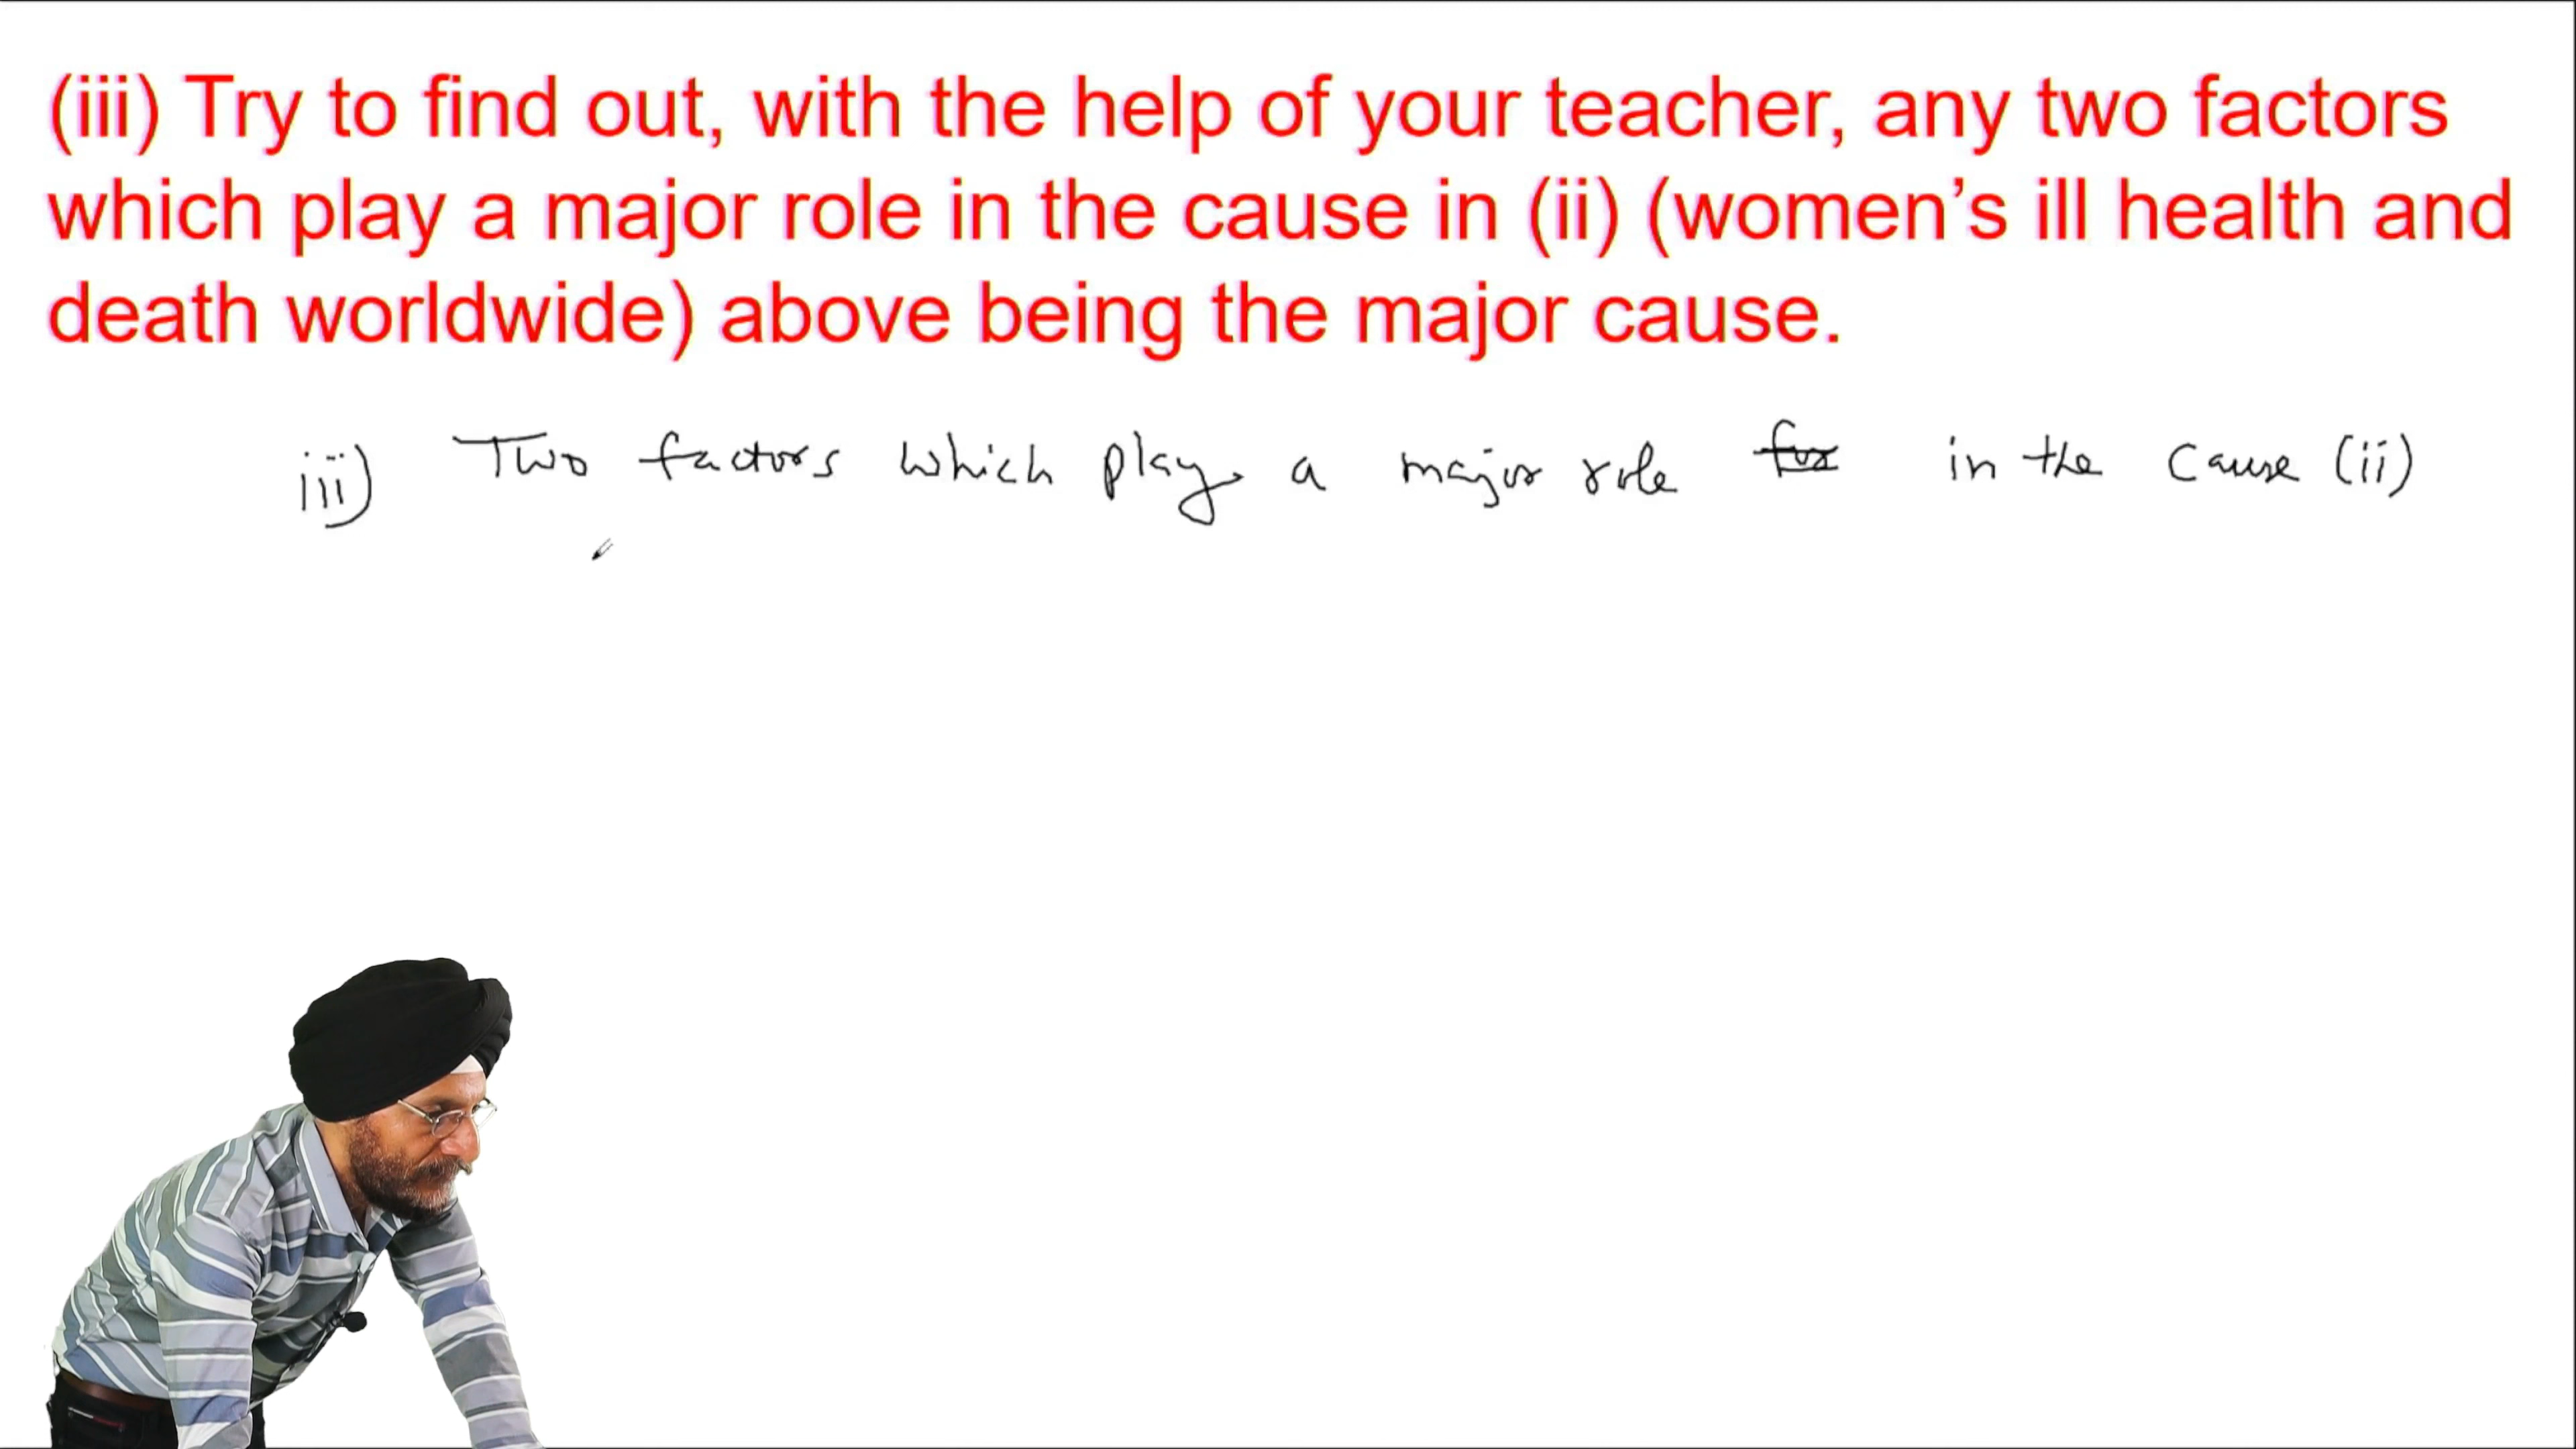 (iii) Try to find out, with the help of your teacher, any two factors
which play a major role in the cause in (ii) (women’s ill health and
death worldwide) above being the major cause.
iii) Two factors which play a major role for in the cause (ii)